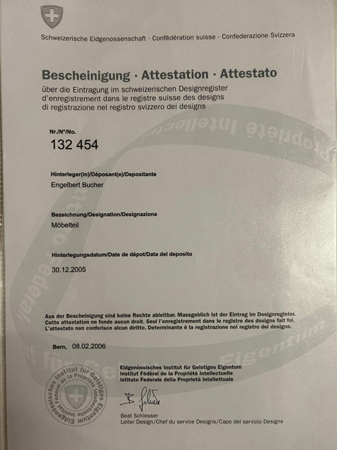 Schweizerische Eidgenossenschaft · Confédération suisse · Confederazione Svizzera
Bescheinigung · Attestation · Attestato
über die Eintragung im schweizerischen Designregister
d'enregistrement dans le registre suisse des designs
di registrazione nel registro svizzero dei designs
Nr./N°/No.
132 454
Hinterleger(in)/Déposant(s)/Depositante
Engelbert Bucher
Bezeichnung/Désignation/Designazione
Möbelteil
Hinterlegungsdatum/Date de dépôt/Data del deposito
30.12.2005
Aus der Bescheinigung sind keine Rechte ableitbar. Massgeblich ist der Eintrag im Designregister.
Cette attestation ne fonde aucun droit. Seul l'enregistrement dans le registre des designs fait foi.
L'attestato non conferisce alcun diritto. Determinante è la registrazione nel registro dei designs.
Bern, 08.02.2006
Eidgenössisches Institut für Geistiges Eigentum
Institut Fédéral de la Propriété Intellectuelle
Istituto Federale della Proprietà Intellettuale
Beat Schiesser
Leiter Design/Chef du service Designs/Capo del servizio Designs